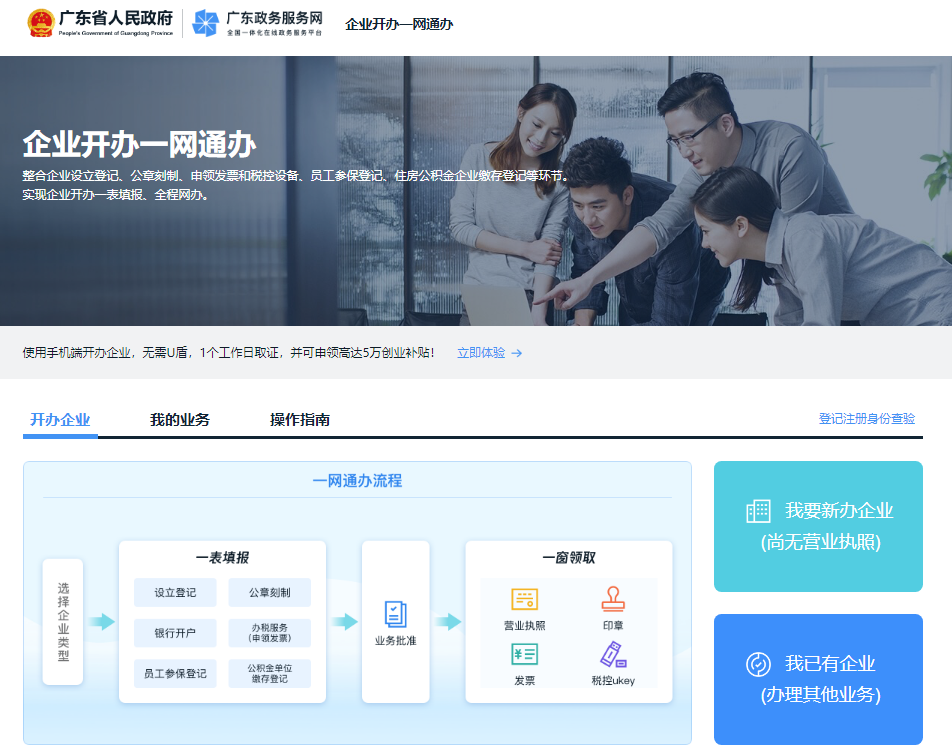 广东省人民政府
People's Government of Guangdong Province
广东政务服务网
全国一体化在线政务服务平台
企业开办一网通办
企业开办一网通办
整合企业设立登记、公章刻制、申领发票和税控设备、员工参保登记、住房公积金企业缴存登记等环节。
实现企业开办一表填报、全程网办。
使用手机端开办企业，无需U盾，1个工作日取证，并可申领高达5万创业补贴！ 立即体验 →
开办企业 我的业务 操作指南 登记注册身份查验
一网通办流程
选择企业类型
一表填报
设立登记 公章刻制
银行开户 办税服务
(申领发票)
员工参保登记 公积金单位
缴存登记
业务批准
一窗领取
营业执照 印章
发票 税控ukey
我要新办企业
(尚无营业执照)
我已有企业
(办理其他业务)